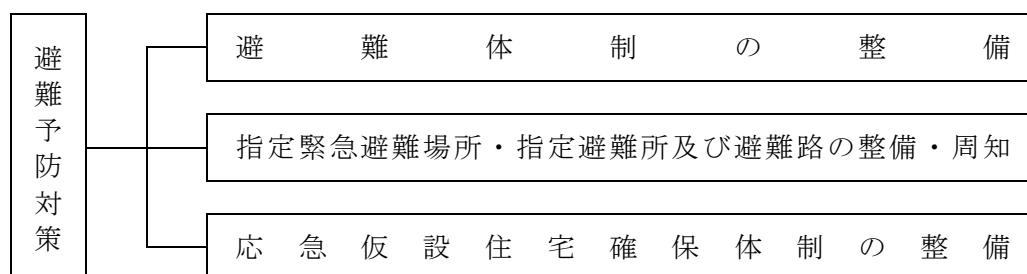 避難予防対策
避難体制の整備
指定緊急避難場所・指定避難所及び避難路の整備・周知
応急仮設住宅確保体制の整備